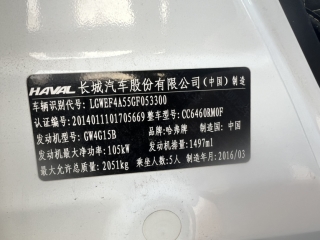 HAVAL 长城汽车股份有限公司(中国)制造
车辆识别代号: LGWEF4A55GF053300
认证编号: 2014011101705669 整车型号: CC6460RM0F
发动机型号: GW4G15B 品牌: 哈弗牌 制造国: 中国
发动机最大净功率: 105kW 发动机排量: 1497ml
最大允许总质量: 2051kg 乘坐人数: 5人 制造年月: 2016/03